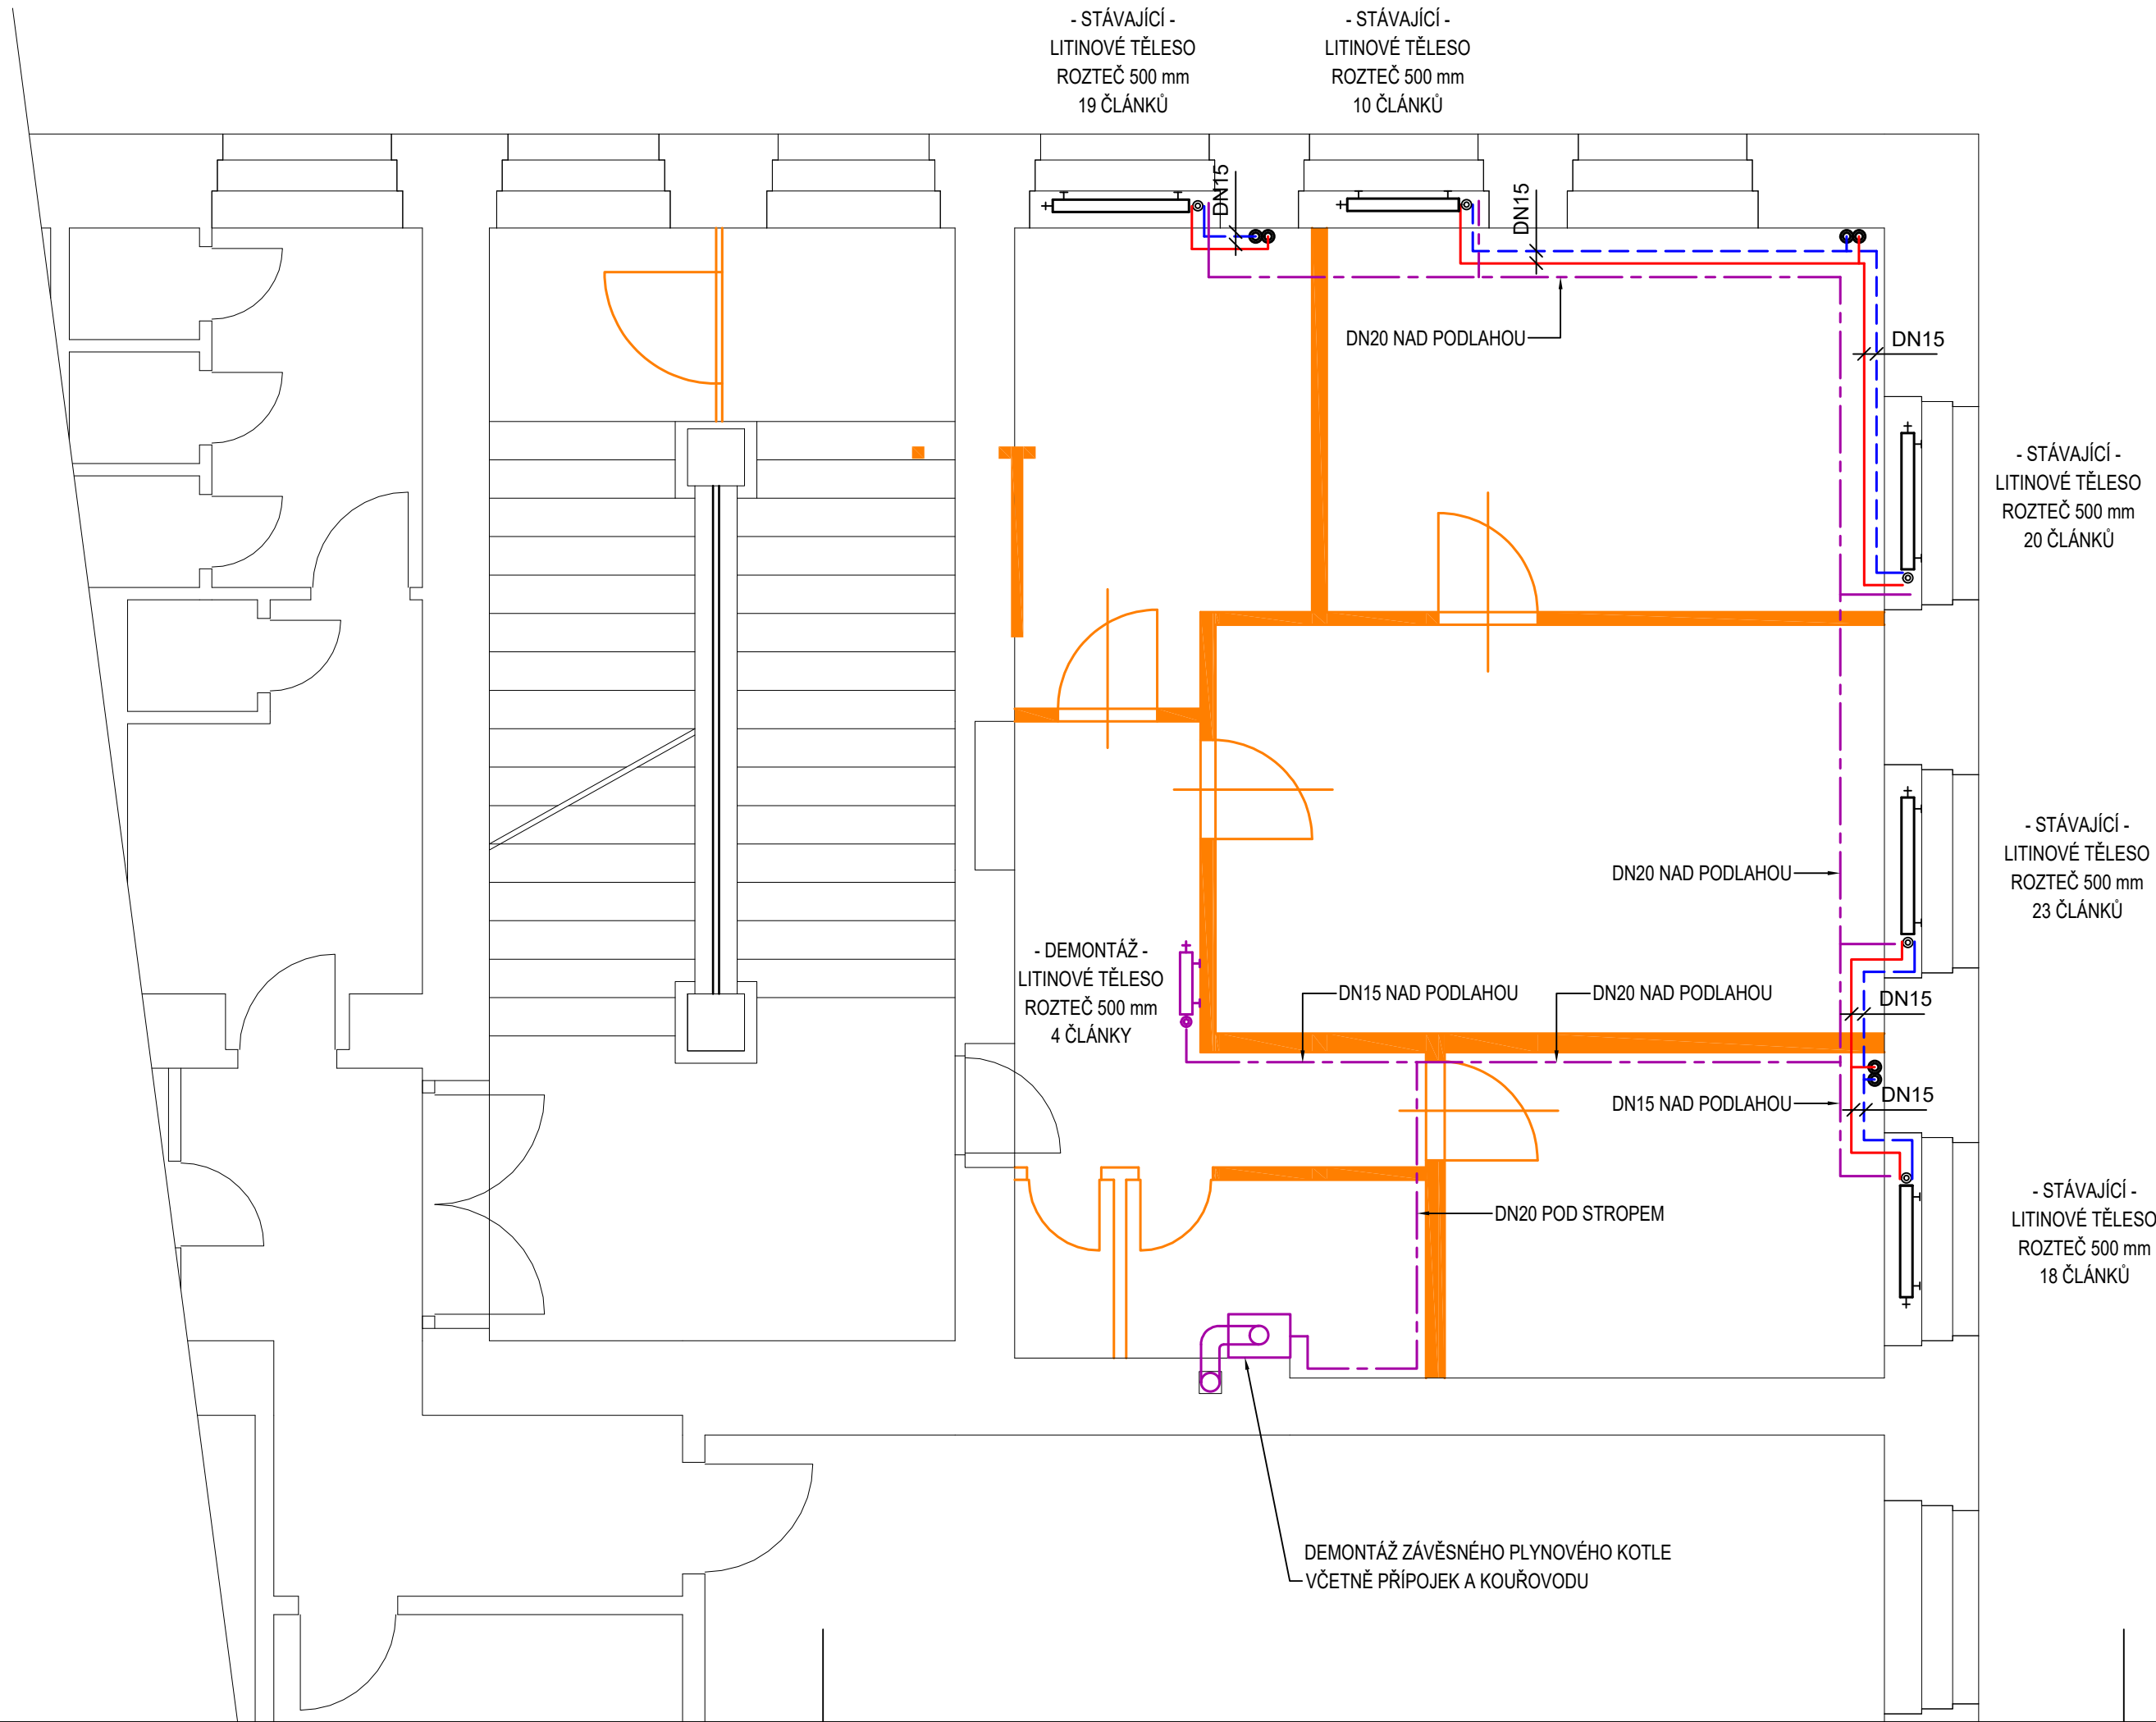 - STÁVAJÍCÍ -
LITINOVÉ TĚLESO
ROZTEČ 500 mm
19 ČLÁNKŮ
- STÁVAJÍCÍ -
LITINOVÉ TĚLESO
ROZTEČ 500 mm
10 ČLÁNKŮ
DN15
DN15
DN20 NAD PODLAHOU
DN15
- STÁVAJÍCÍ -
LITINOVÉ TĚLESO
ROZTEČ 500 mm
20 ČLÁNKŮ
- STÁVAJÍCÍ -
LITINOVÉ TĚLESO
ROZTEČ 500 mm
23 ČLÁNKŮ
DN20 NAD PODLAHOU
- DEMONTÁŽ -
LITINOVÉ TĚLESO
ROZTEČ 500 mm
4 ČLÁNKY
DN15 NAD PODLAHOU
DN20 NAD PODLAHOU
DN15
DN15 NAD PODLAHOU
DN15
- STÁVAJÍCÍ -
LITINOVÉ TĚLESO
ROZTEČ 500 mm
18 ČLÁNKŮ
DN20 POD STROPEM
DEMONTÁŽ ZÁVĚSNÉHO PLYNOVÉHO KOTLE
VČETNĚ PŘÍPOJEK A KOUŘOVODU